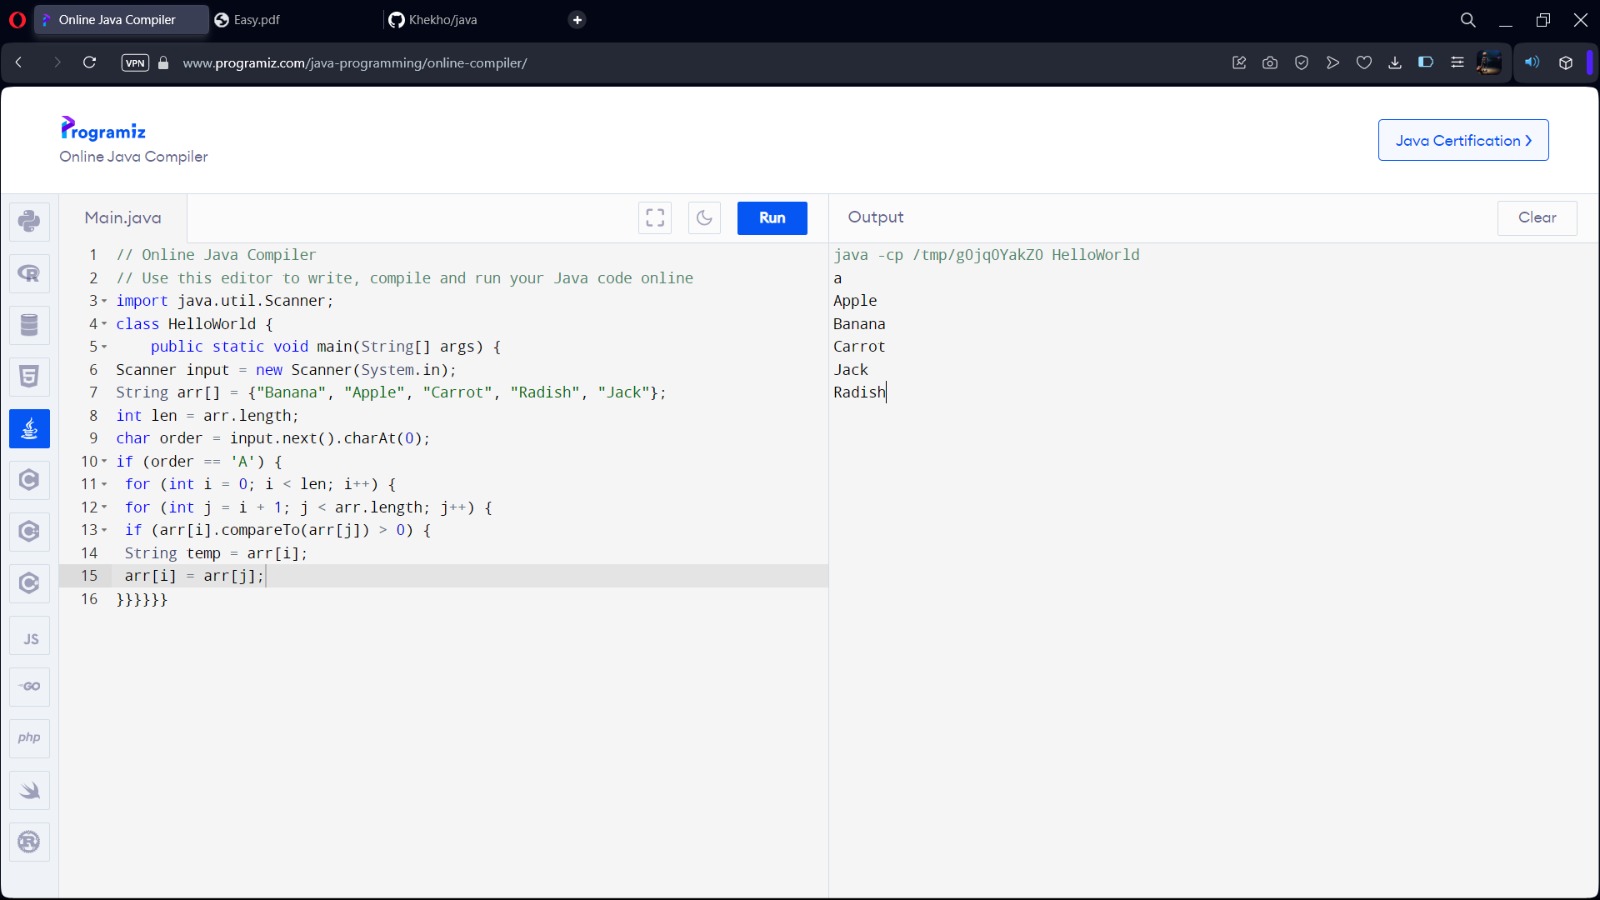 Online Java Compiler
Easy.pdf
Khekho/java
VPN
www.programiz.com/java-programming/online-compiler/
Programiz
Online Java Compiler
Java Certification
Main.java
Run
Output
Clear
1 // Online Java Compiler
2 // Use this editor to write, compile and run your Java code online
3 import java.util.Scanner;
4 class HelloWorld {
5 public static void main(String[] args) {
6 Scanner input = new Scanner(System.in);
7 String arr[] = {"Banana", "Apple", "Carrot", "Radish", "Jack"};
8 int len = arr.length;
9 char order = input.next().charAt(0);
10 if (order == 'A') {
11 for (int i = 0; i < len; i++) {
12 for (int j = i + 1; j < arr.length; j++) {
13 if (arr[i].compareTo(arr[j]) > 0) {
14 String temp = arr[i];
15 arr[i] = arr[j];
16 }}}}}}
java -cp /tmp/g0jq0YakZ0 HelloWorld
a
Apple
Banana
Carrot
Jack
Radish
JS
GO
php